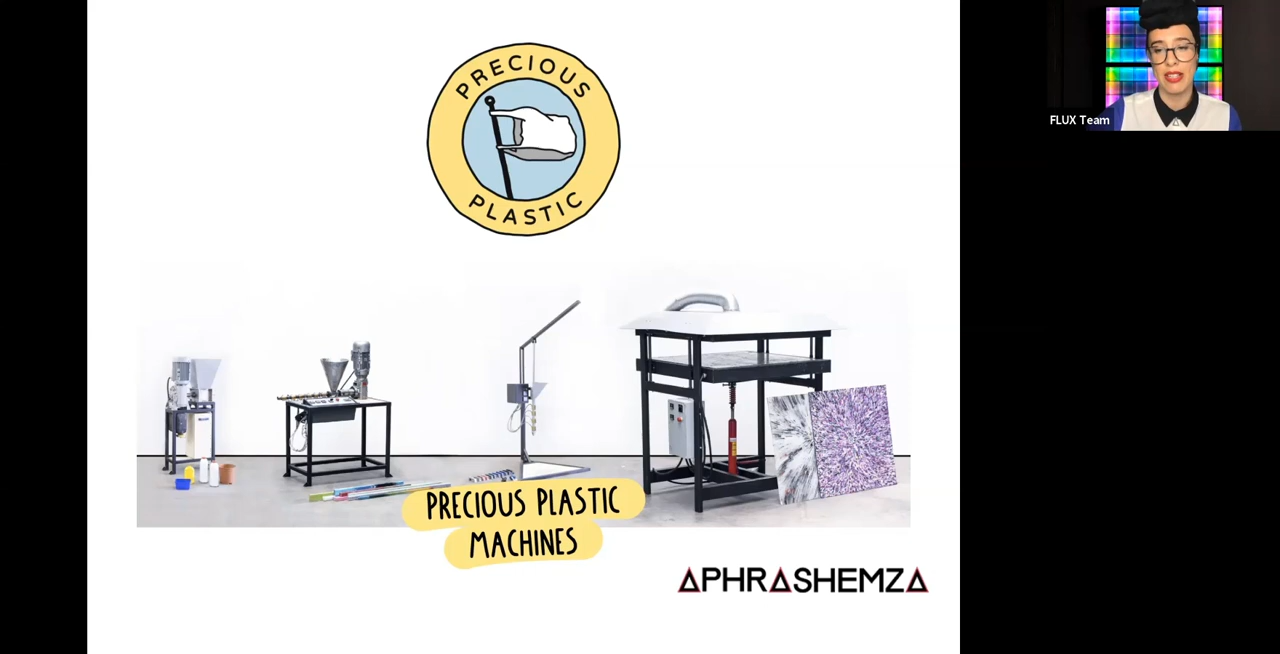 PRECIOUS
PLASTIC
FLUX Team
PRECIOUS PLASTIC
MACHINES
APHRASHEMZA